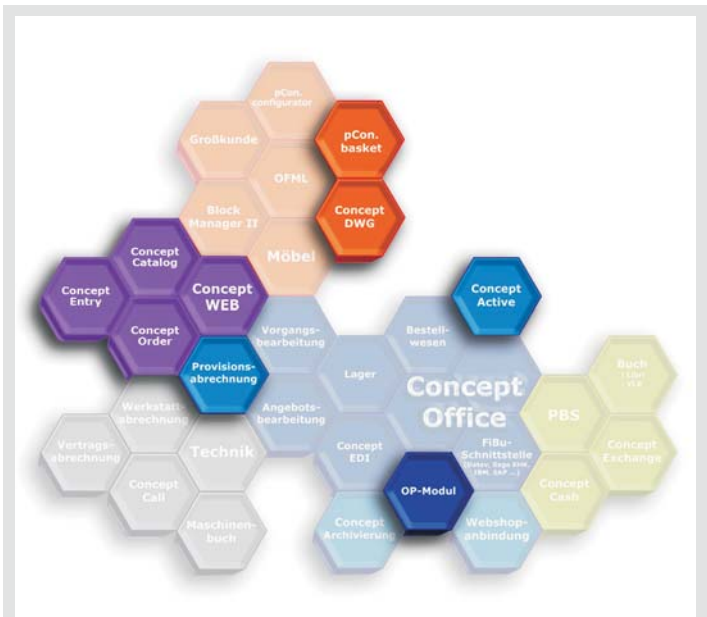 pCon.
configurator
Großkunde
pCon.
basket
OFML
Block
Manager II
Concept
DWG
Möbel
Concept
Catalog
Concept
Entry
Concept
WEB
Concept
Order
Provisions-
abrechnung
Vorgangs-
bearbeitung
Bestell-
wesen
Concept
Active
Lager
Angebots-
bearbeitung
Concept
Office
PBS
Buch
Concept
Exchange
Werkstatt-
abrechnung
Vertrags-
abrechnung
Technik
Concept
EDI
FiBu-
Schnittstelle
Concept
Call
OP-Modul
Concept
Cash
Maschinen-
buch
Concept
Archivierung
Webshop-
anbindung